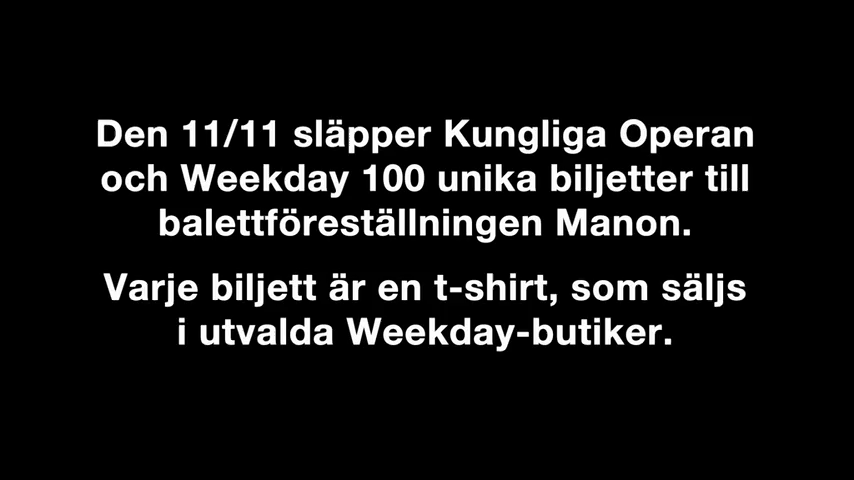 Den 11/11 släpper Kungliga Operan
och Weekday 100 unika biljetter till
balettföreställningen Manon.
Varje biljett är en t-shirt, som säljs
i utvalda Weekday-butiker.